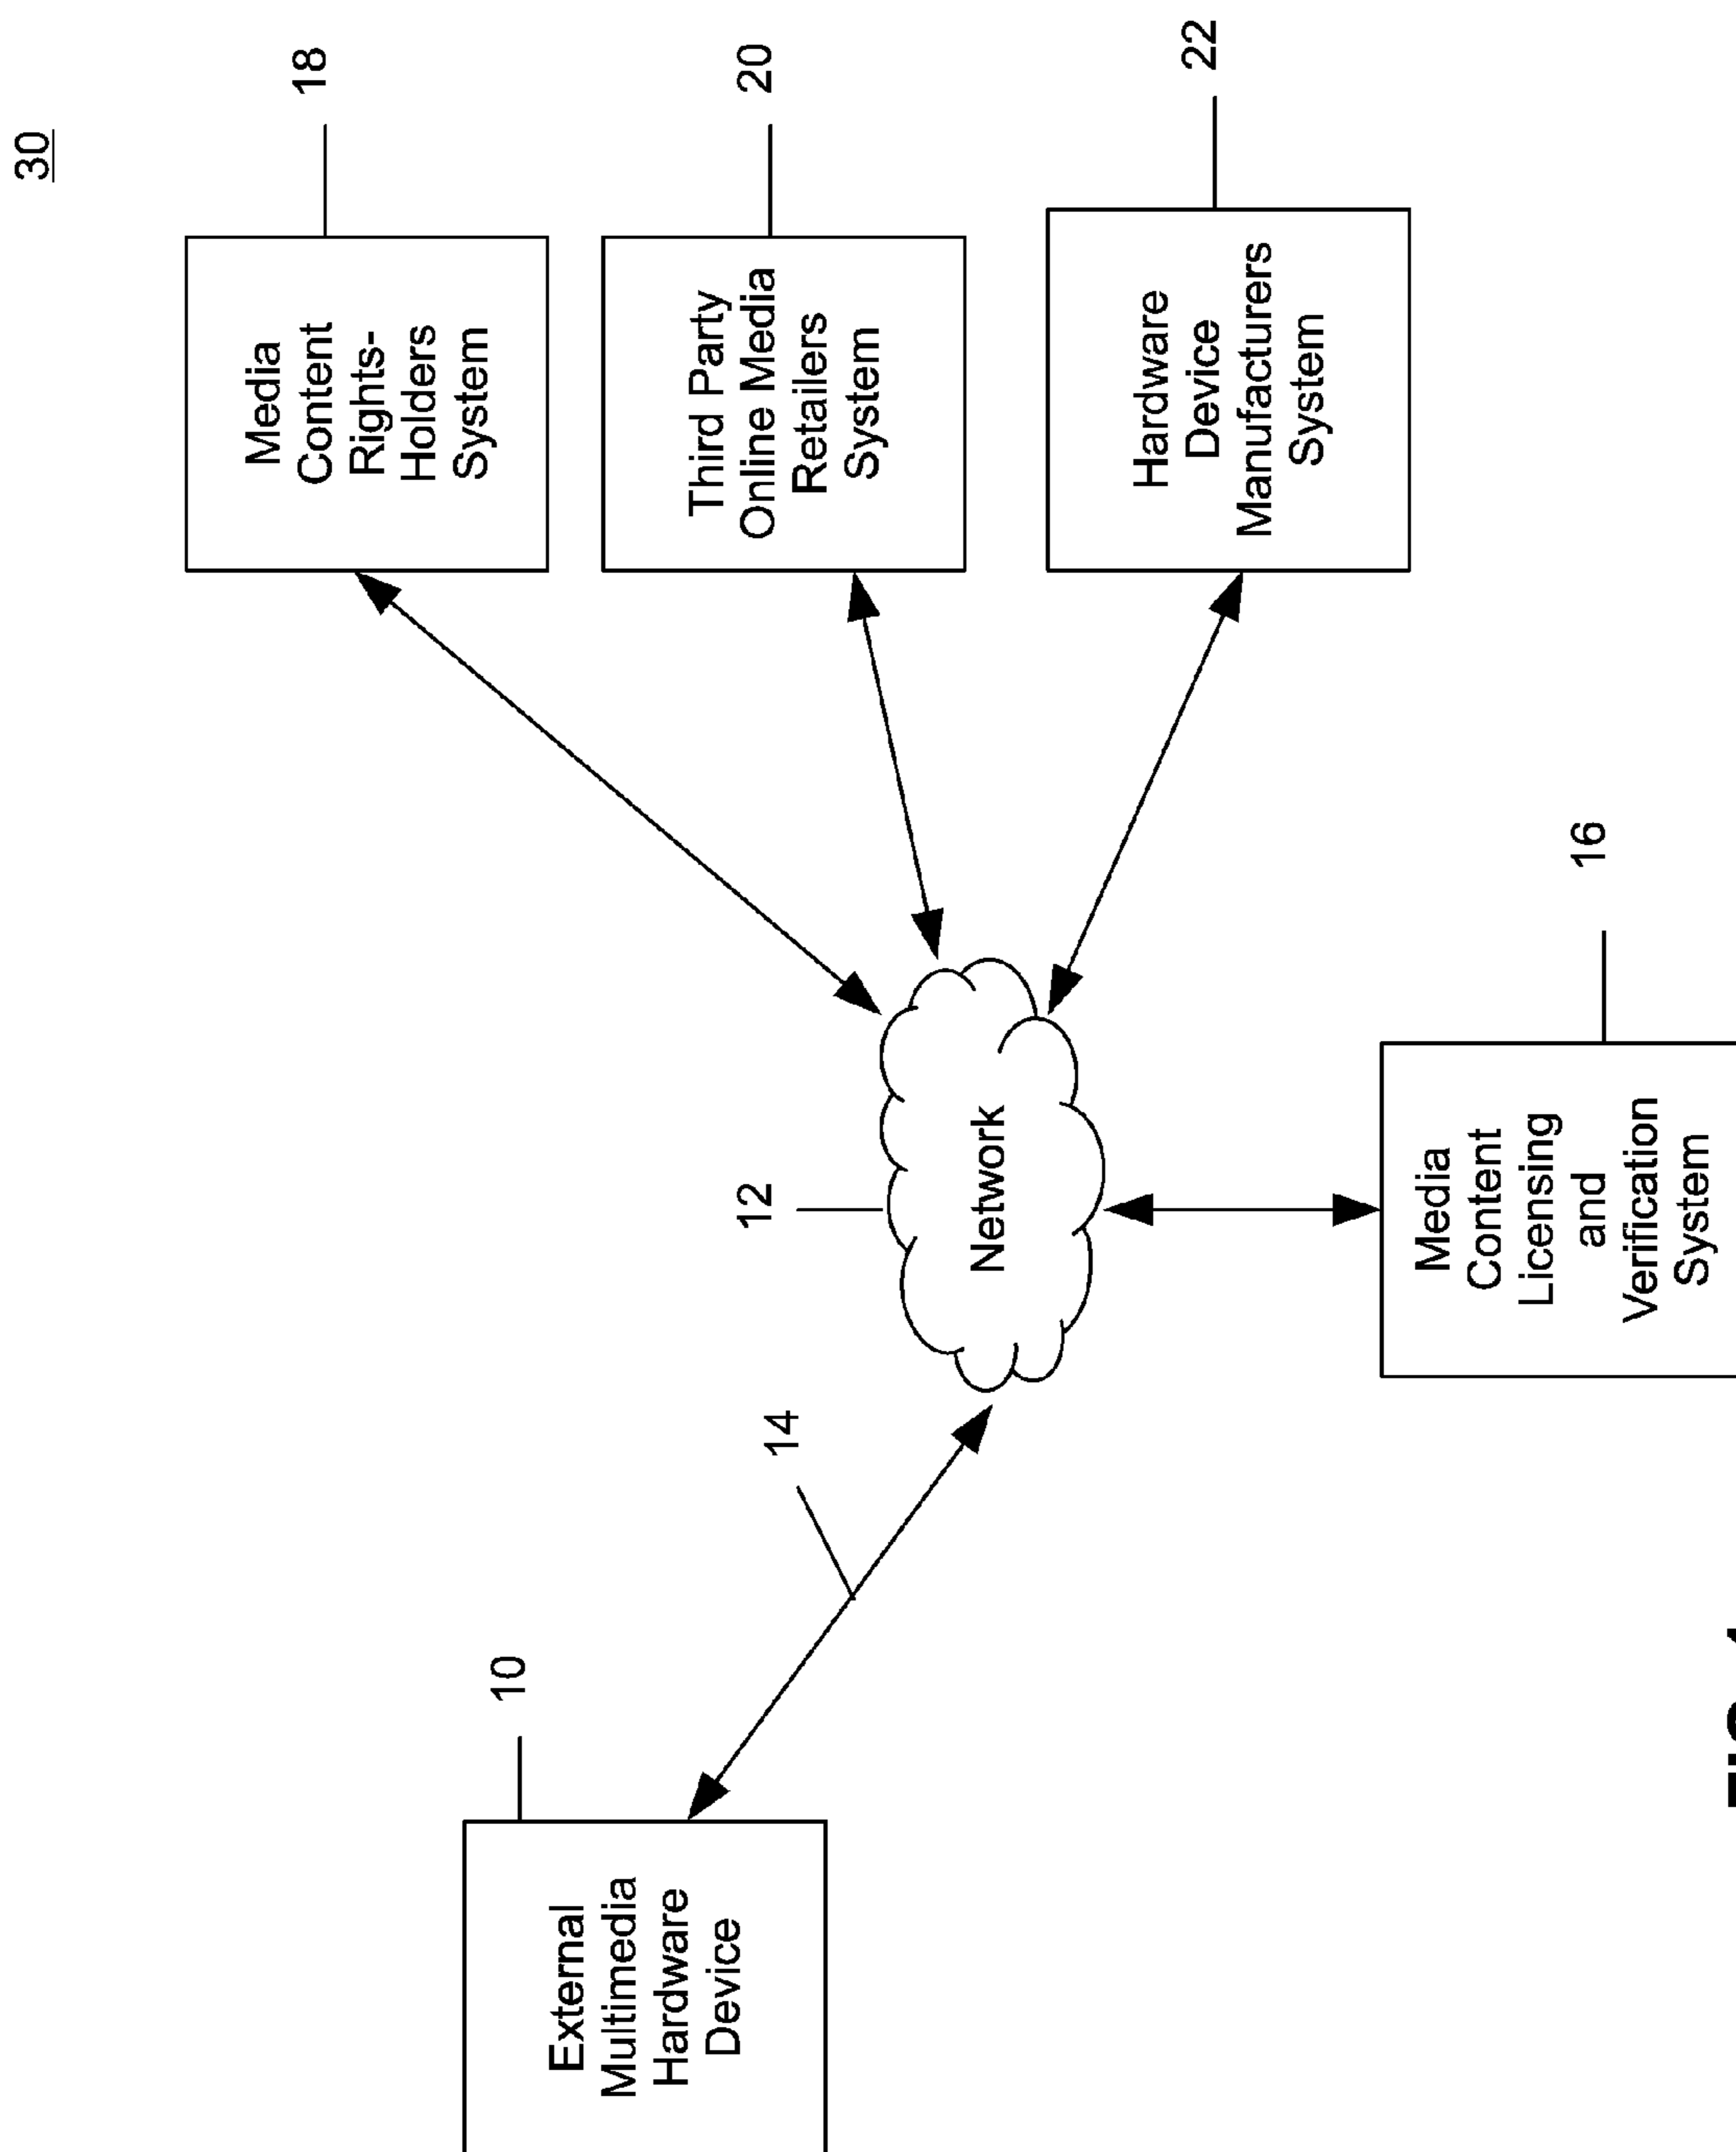 30
Media
Content
Rights-
Holders
System
18
10
External
Multimedia
Hardware
Device
14
12
Network
Third Party
Online Media
Retailers
System
20
Hardware
Device
Manufacturers
System
22
Media
Content
Licensing
and
Verification
System
16